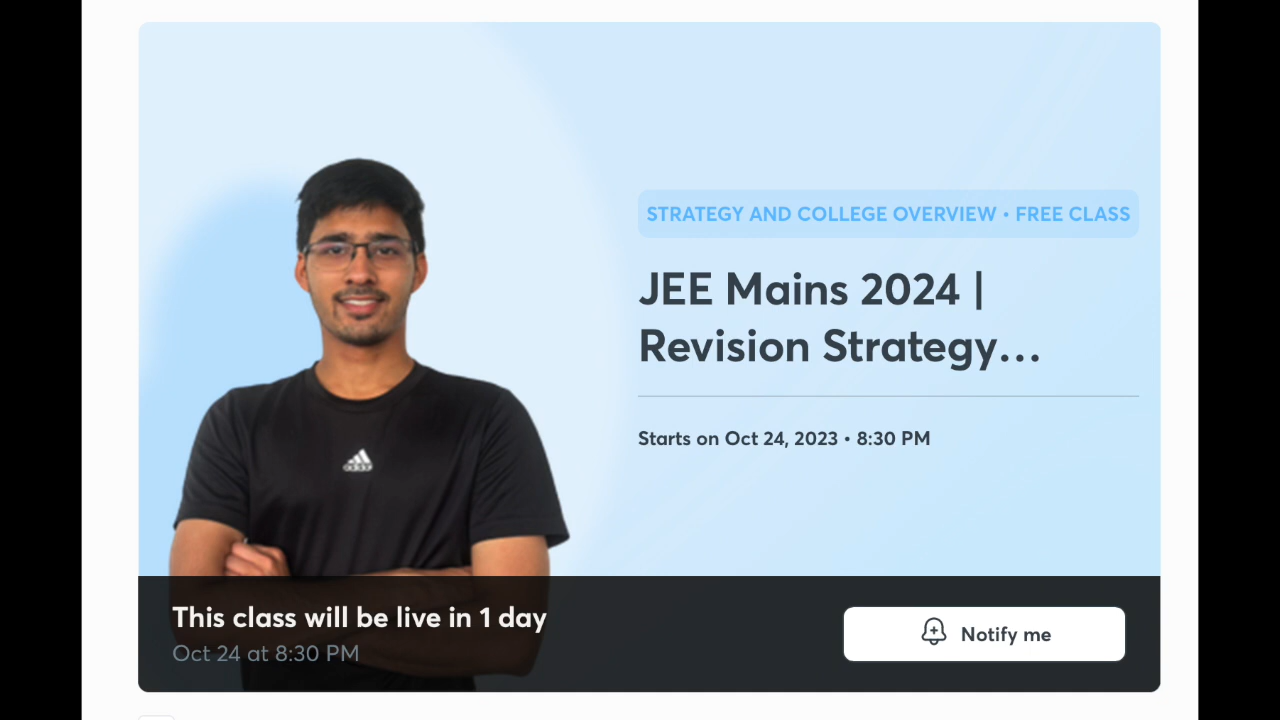 STRATEGY AND COLLEGE OVERVIEW • FREE CLASS
JEE Mains 2024 |
Revision Strategy...
Starts on Oct 24, 2023 • 8:30 PM
adidas
This class will be live in 1 day
Oct 24 at 8:30 PM
Notify me